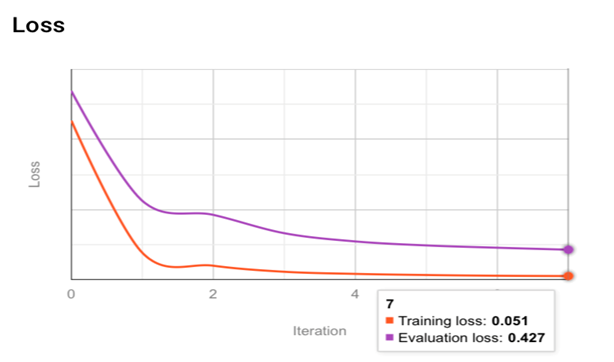 Loss
Loss
0 2 4
Iteration
7
Training loss: 0.051
Evaluation loss: 0.427